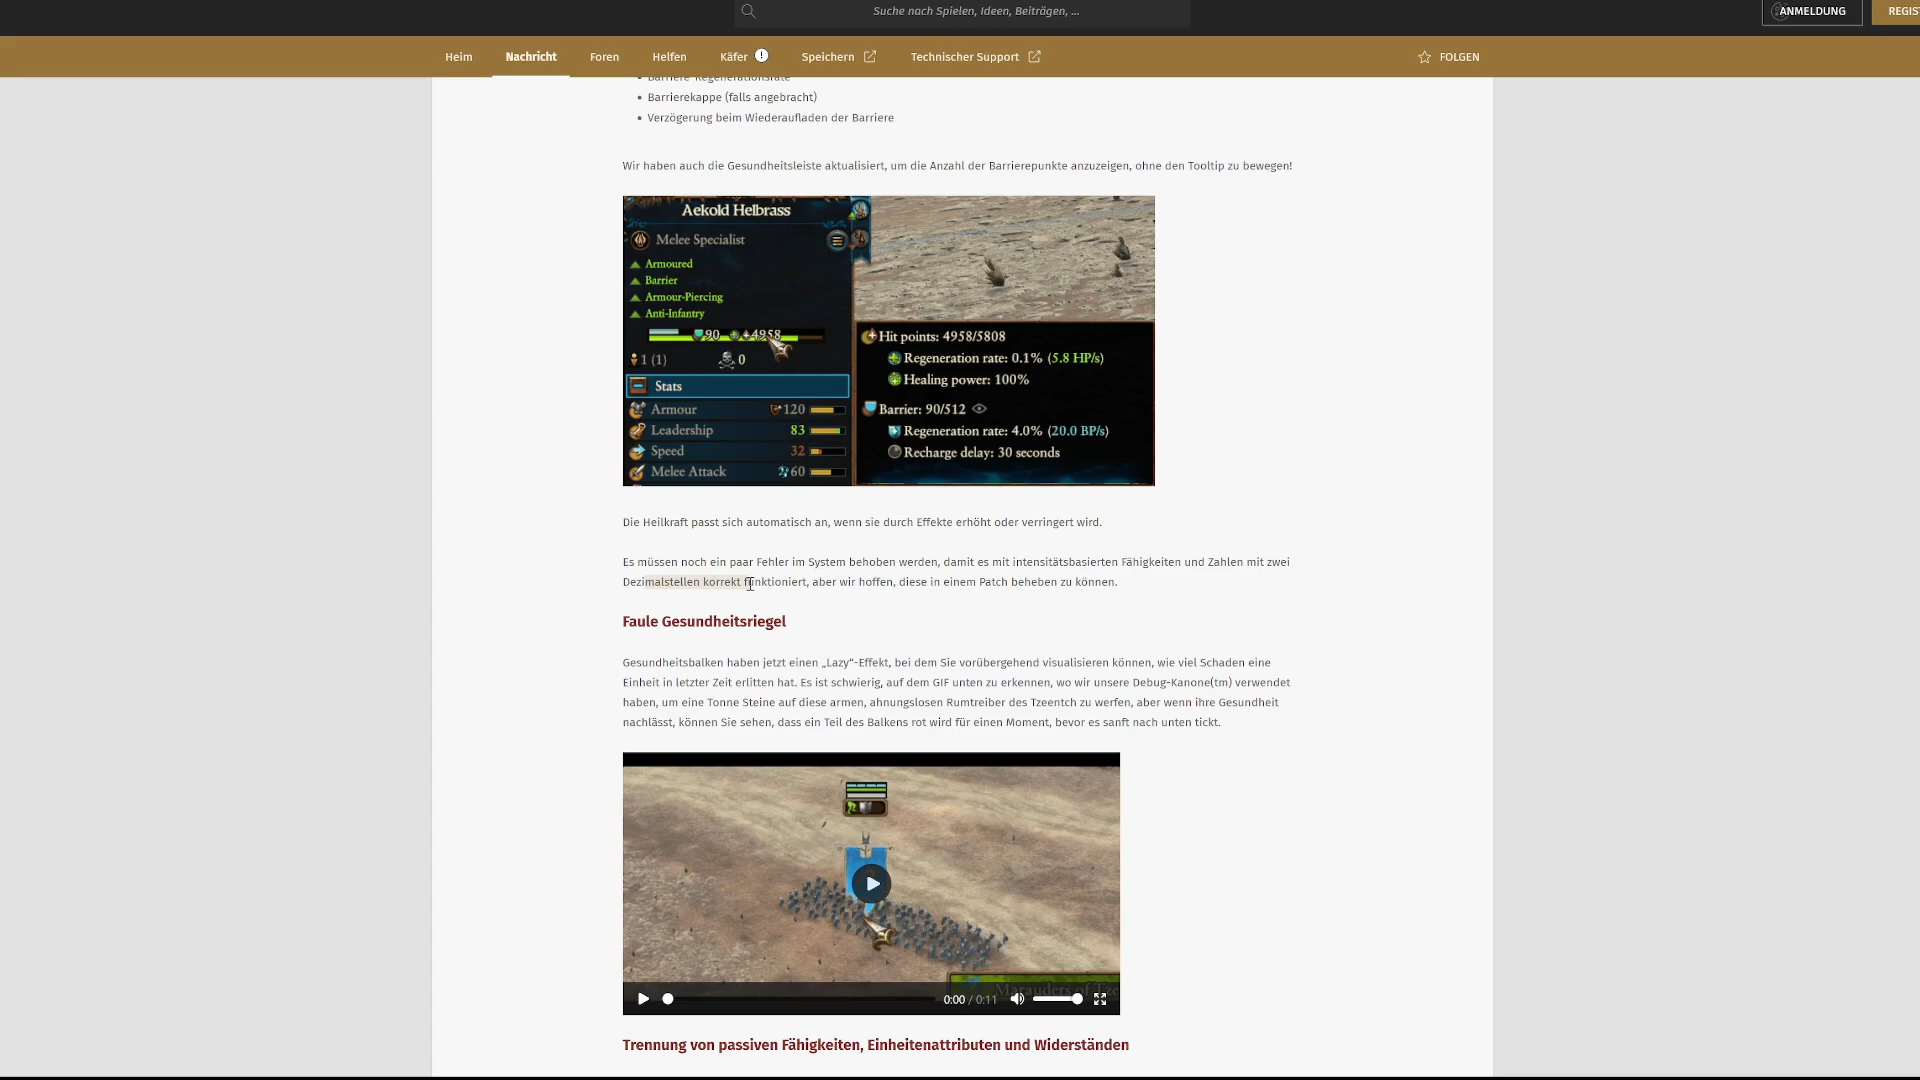 Suche nach Spielen, Ideen, Beiträgen, ...
ANMELDUNG
REGIS
Heim
Nachricht
Foren
Helfen
Käfer
Speichern
Technischer Support
FOLGEN
Barriere-Regenerationsrate
Barrierekappe (falls angebracht)
Verzögerung beim Wiederaufladen der Barriere
Wir haben auch die Gesundheitsleiste aktualisiert, um die Anzahl der Barrierepunkte anzuzeigen, ohne den Tooltip zu bewegen!
Aekold Helbrass
Melee Specialist
Armoured
Barrier
Armour-Piercing
Anti-Infantry
90 4958
1 (1) 0
Stats
Armour 120
Leadership 83
Speed 32
Melee Attack 60
Hit points: 4958/5808
Regeneration rate: 0.1% (5.8 HP/s)
Healing power: 100%
Barrier: 90/512
Regeneration rate: 4.0% (20.0 BP/s)
Recharge delay: 30 seconds
Die Heilkraft passt sich automatisch an, wenn sie durch Effekte erhöht oder verringert wird.
Es müssen noch ein paar Fehler im System behoben werden, damit es mit intensitätsbasierten Fähigkeiten und Zahlen mit zwei
Dezimalstellen korrekt funktioniert, aber wir hoffen, diese in einem Patch beheben zu können.
Faule Gesundheitsriegel
Gesundheitsbalken haben jetzt einen „Lazy“-Effekt, bei dem Sie vorübergehend visualisieren können, wie viel Schaden eine
Einheit in letzter Zeit erlitten hat. Es ist schwierig, auf dem GIF unten zu erkennen, wo wir unsere Debug-Kanone(tm) verwendet
haben, um eine Tonne Steine auf diese armen, ahnungslosen Rumtreiber des Tzeentch zu werfen, aber wenn ihre Gesundheit
nachlässt, können Sie sehen, dass ein Teil des Balkens rot wird für einen Moment, bevor es sanft nach unten tickt.
Marauders of Tze
0:00 / 0:11
Trennung von passiven Fähigkeiten, Einheitenattributen und Widerständen